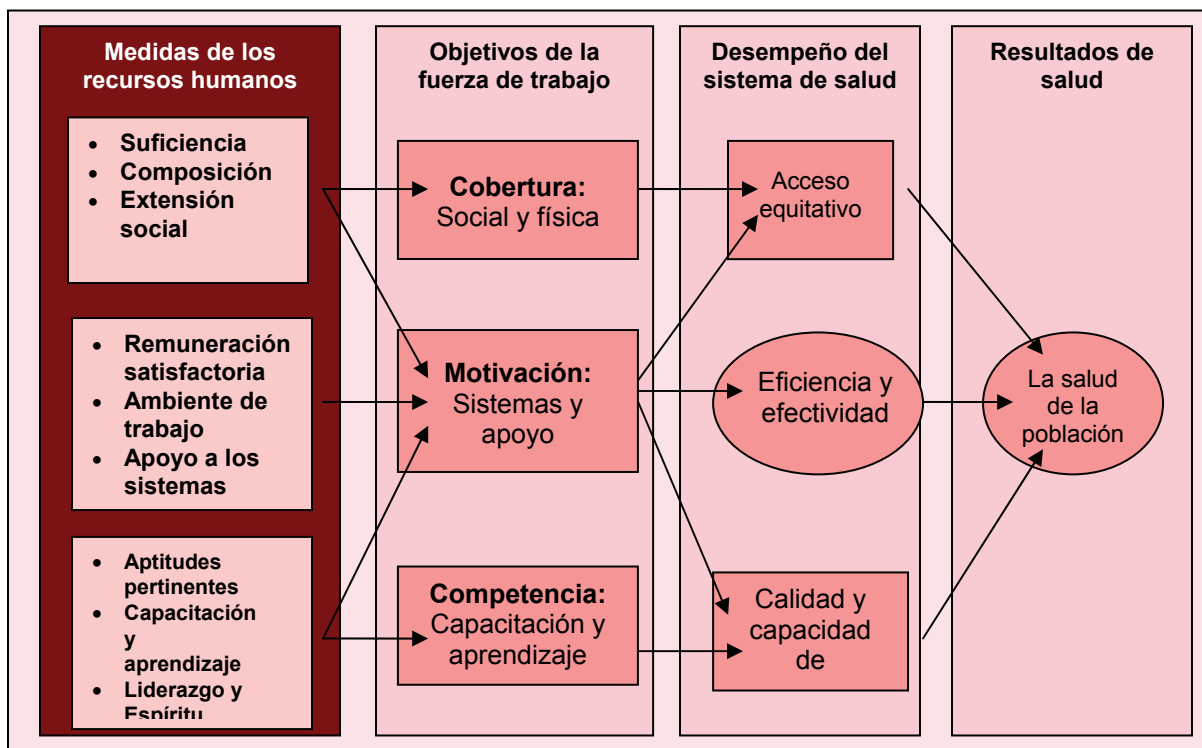 Medidas de los
recursos humanos
• Suficiencia
• Composición
• Extensión
social
• Remuneración
satisfactoria
• Ambiente de
trabajo
• Apoyo a los
sistemas
• Aptitudes
pertinentes
• Capacitación
y
aprendizaje
• Liderazgo y
Espíritu
Objetivos de la
fuerza de trabajo
Cobertura:
Social y física
Motivación:
Sistemas y
apoyo
Competencia:
Capacitación y
aprendizaje
Desempeño del
sistema de salud
Acceso
equitativo
Eficiencia y
efectividad
Calidad y
capacidad
de
Resultados de
salud
La salud
de la
población